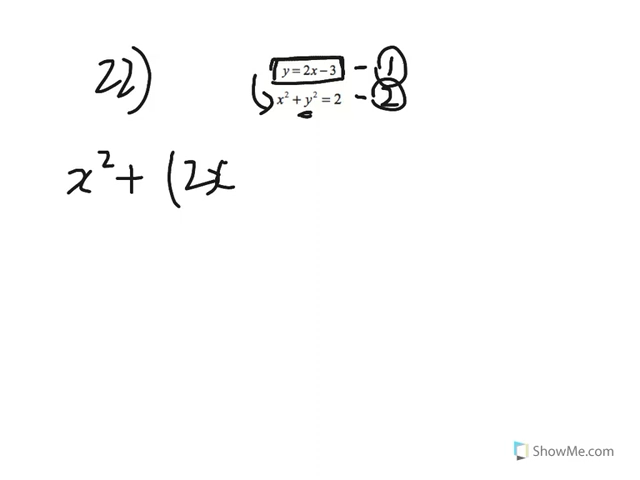 22)
y = 2x − 3 - 1
x² + y² = 2 - 2
x² + (2x
ShowMe.com